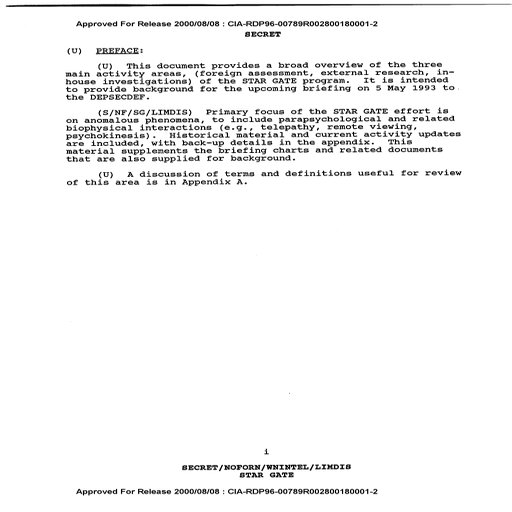 Approved For Release 2000/08/08 : CIA-RDP96-00789R002800180001-2
SECRET
(U) PREFACE:
(U) This document provides a broad overview of the three
main activity areas, (foreign assessment, external research, in-
house investigations) of the STAR GATE program. It is intended
to provide background for the upcoming briefing on 5 May 1993 to
the DEPSECDEF.
(S/NF/SG/LIMDIS) Primary focus of the STAR GATE effort is
on anomalous phenomena, to include parapsychological and related
biophysical interactions (e.g., telepathy, remote viewing,
psychokinesis). Historical material and current activity updates
are included, with back-up details in the appendix. This
material supplements the briefing charts and related documents
that are also supplied for background.
(U) A discussion of terms and definitions useful for review
of this area is in Appendix A.
i
SECRET/NOFORN/WNINTEL/LIMDIS
STAR GATE
Approved For Release 2000/08/08 : CIA-RDP96-00789R002800180001-2